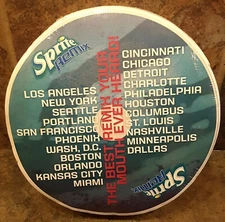 Sprite
Remix
CINCINNATI
CHICAGO
DETROIT
CHARLOTTE
PHILADELPHIA
HOUSTON
COLUMBUS
ST. LOUIS
NASHVILLE
MINNEAPOLIS
DALLAS
LOS ANGELES
NEW YORK
SEATTLE
PORTLAND
SAN FRANCISCO
PHOENIX
WASH, D.C.
BOSTON
ORLANDO
KANSAS CITY
MIAMI
THE BEST REMIX YOUR
MOUTH EVER HEARD!
Sprite
Remix